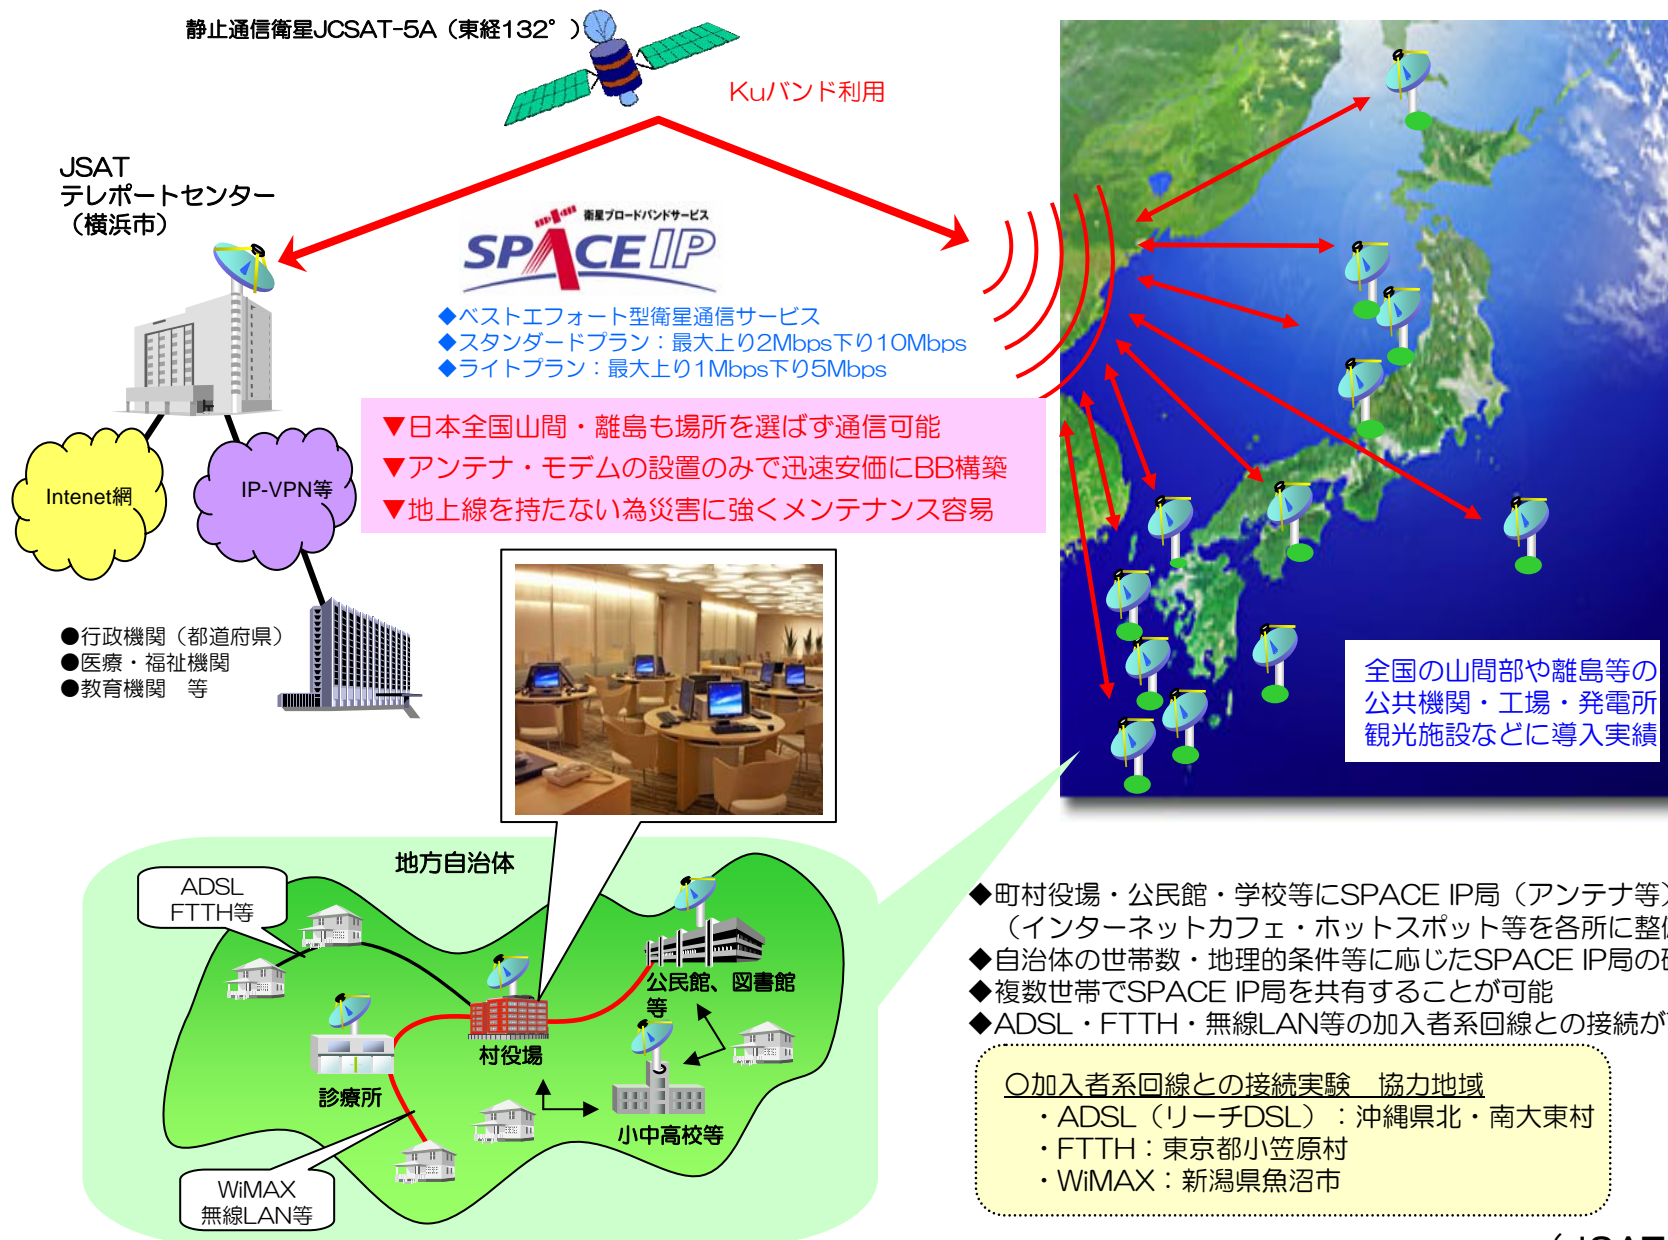 静止通信衛星JCSAT-5A（東経132°）
Kuバンド利用
JSAT
テレポートセンター
（横浜市）
衛星ブロードバンドサービス
SPACE IP
◆ベストエフォート型衛星通信サービス
◆スタンダードプラン：最大上り2Mbps下り10Mbps
◆ライトプラン：最大上り1Mbps下り5Mbps
▼日本全国山間・離島も場所を選ばず通信可能
▼アンテナ・モデムの設置のみで迅速安価にBB構築
▼地上線を持たない為災害に強くメンテナンス容易
Intenet網
IP-VPN等
●行政機関（都道府県）
●医療・福祉機関
●教育機関　等
全国の山間部や離島等の
公共機関・工場・発電所
観光施設などに導入実績
地方自治体
ADSL
FTTH等
公民館、図書館
等
村役場
診療所
小中高校等
WiMAX
無線LAN等
◆町村役場・公民館・学校等にSPACE IP局（アンテナ等）
（インターネットカフェ・ホットスポット等を各所に整
◆自治体の世帯数・地理的条件等に応じたSPACE IP局の
◆複数世帯でSPACE IP局を共有することが可能
◆ADSL・FTTH・無線LAN等の加入者系回線との接続が
〇加入者系回線との接続実験　協力地域
・ADSL（リーチDSL）：沖縄県北・南大東村
・FTTH：東京都小笠原村
・WiMAX：新潟県魚沼市